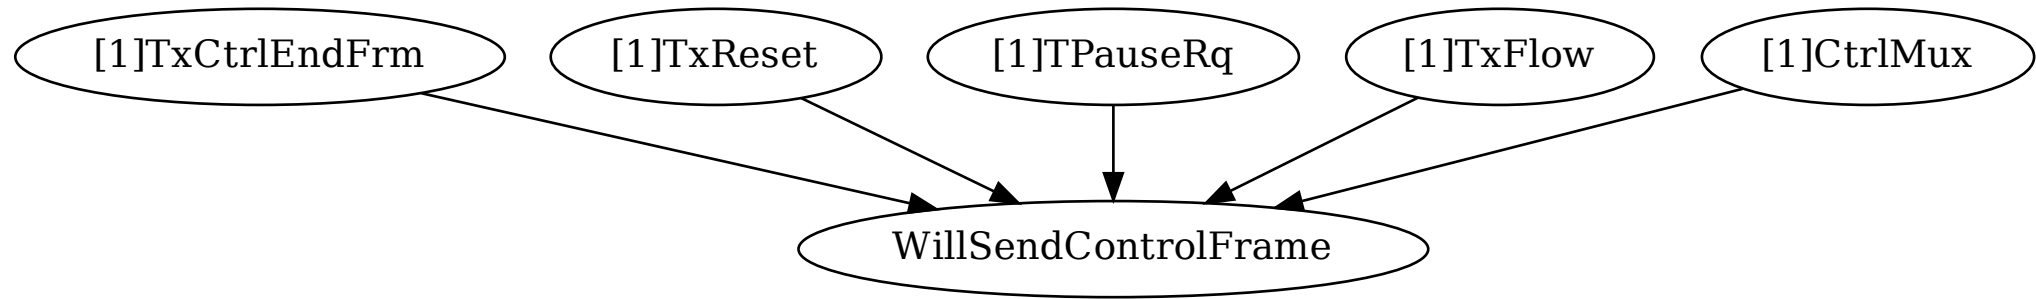 [1]TxCtrlEndFrm
[1]TxReset
[1]TPauseRq
[1]TxFlow
[1]CtrlMux
WillSendControlFrame